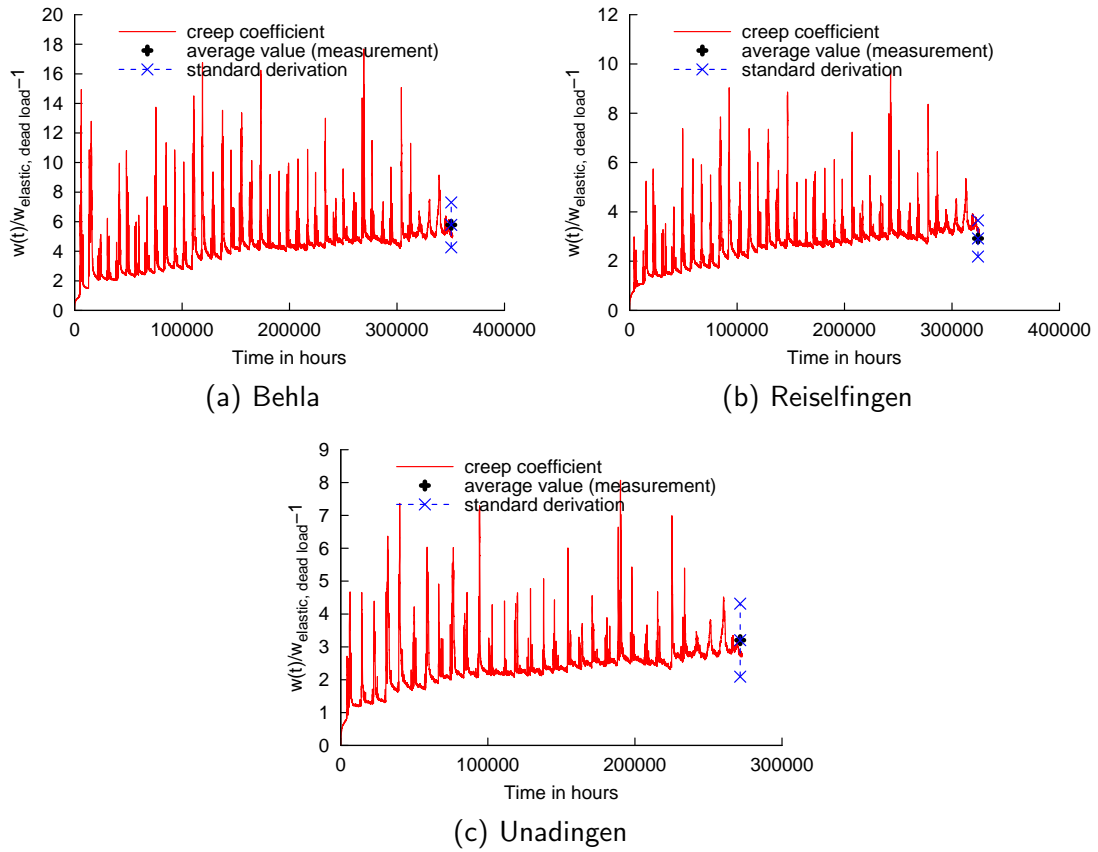 20
18
16
14
12
10
8
6
4
2
0
0 100000 200000 300000 400000
w(t)/w_elastic, dead load−1
Time in hours
creep coefficient
average value (measurement)
standard derivation
(a) Behla
12
10
8
6
4
2
0
0 100000 200000 300000 400000
w(t)/w_elastic, dead load−1
Time in hours
creep coefficient
average value (measurement)
standard derivation
(b) Reiselfingen
9
8
7
6
5
4
3
2
1
0
0 100000 200000 300000
w(t)/w_elastic, dead load−1
Time in hours
creep coefficient
average value (measurement)
standard derivation
(c) Unadingen